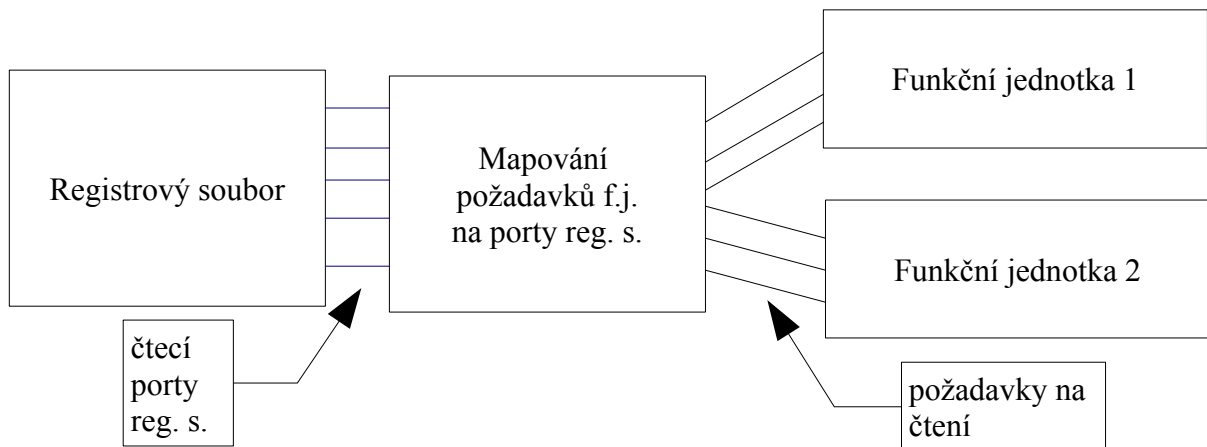 Registrový soubor
Mapování
požadavků f.j.
na porty reg. s.
Funkční jednotka 1
Funkční jednotka 2
čtecí
porty
reg. s.
požadavky na
čtení